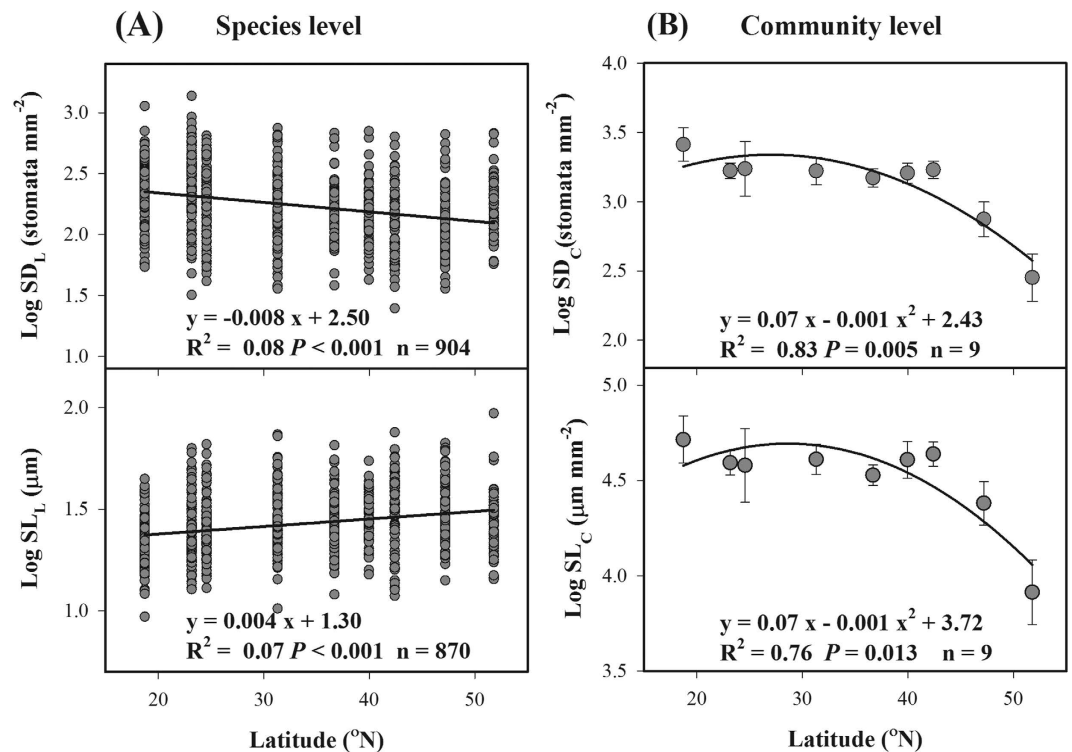 (A) Species level
(B) Community level
Log SD_L (stomata mm⁻²)
3.0
2.5
2.0
1.5
1.0
y = -0.008 x + 2.50
R² = 0.08 P < 0.001 n = 904
Log SD_C(stomata mm⁻²)
4.0
3.5
3.0
2.5
2.0
y = 0.07 x - 0.001 x² + 2.43
R² = 0.83 P = 0.005 n = 9
Log SL_L (μm)
2.0
1.5
1.0
y = 0.004 x + 1.30
R² = 0.07 P < 0.001 n = 870
20 30 40 50
Latitude (°N)
Log SL_C (μm mm⁻²)
5.0
4.5
4.0
3.5
y = 0.07 x - 0.001 x² + 3.72
R² = 0.76 P = 0.013 n = 9
20 30 40 50
Latitude (°N)